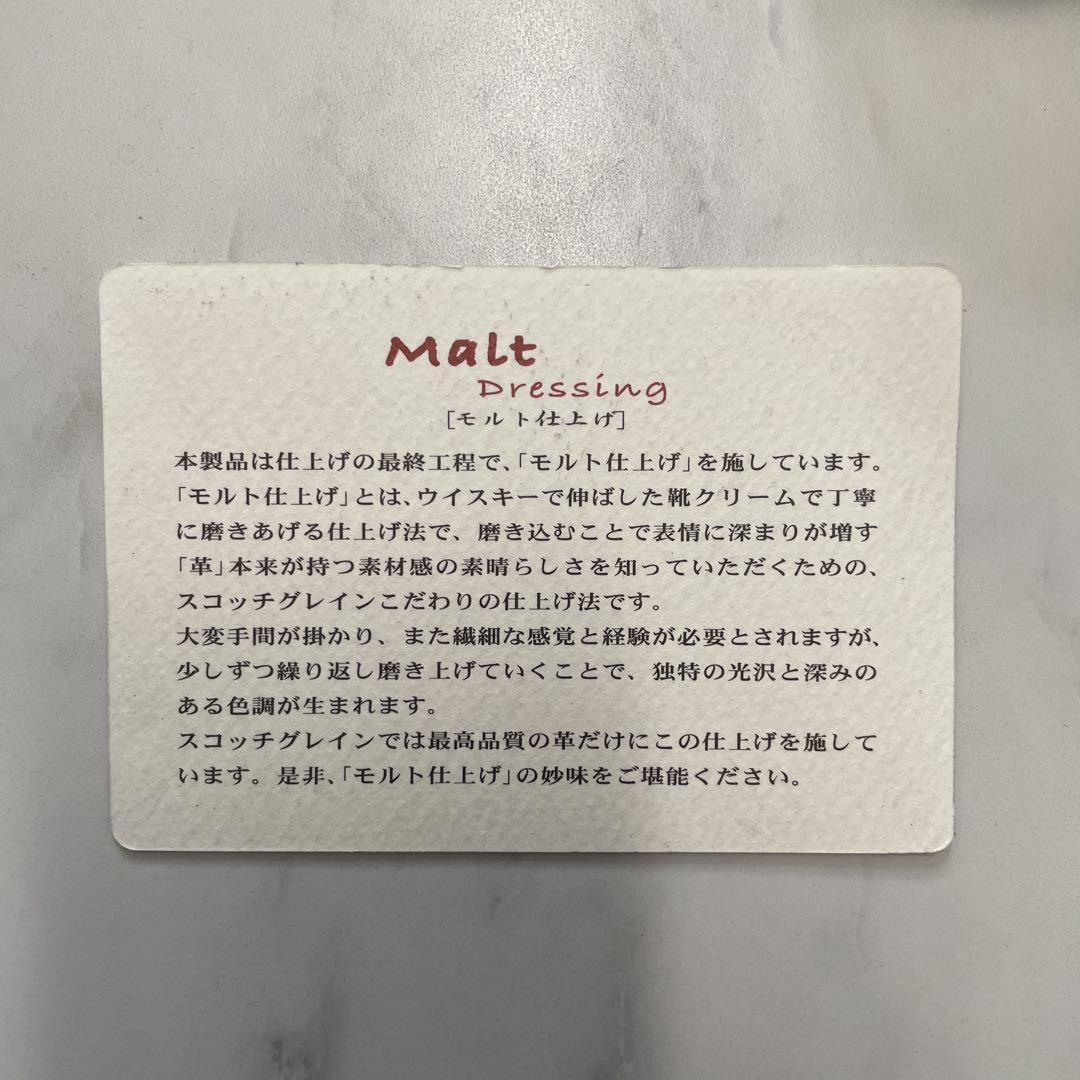 Malt
Dressing
[モルト仕上げ]
本製品は仕上げの最終工程で、「モルト仕上げ」を施しています。
「モルト仕上げ」とは、ウイスキーで伸ばした靴クリームで丁寧
に磨きあげる仕上げ法で、磨き込むことで表情に深まりが増す
「革」本来が持つ素材感の素晴らしさを知っていただくための、
スコッチグレインこだわりの仕上げ法です。
大変手間が掛かり、また繊細な感覚と経験が必要とされますが、
少しずつ繰り返し磨き上げていくことで、独特の光沢と深みの
ある色調が生まれます。
スコッチグレインでは最高品質の革だけにこの仕上げを施して
います。是非、「モルト仕上げ」の妙味をご堪能ください。